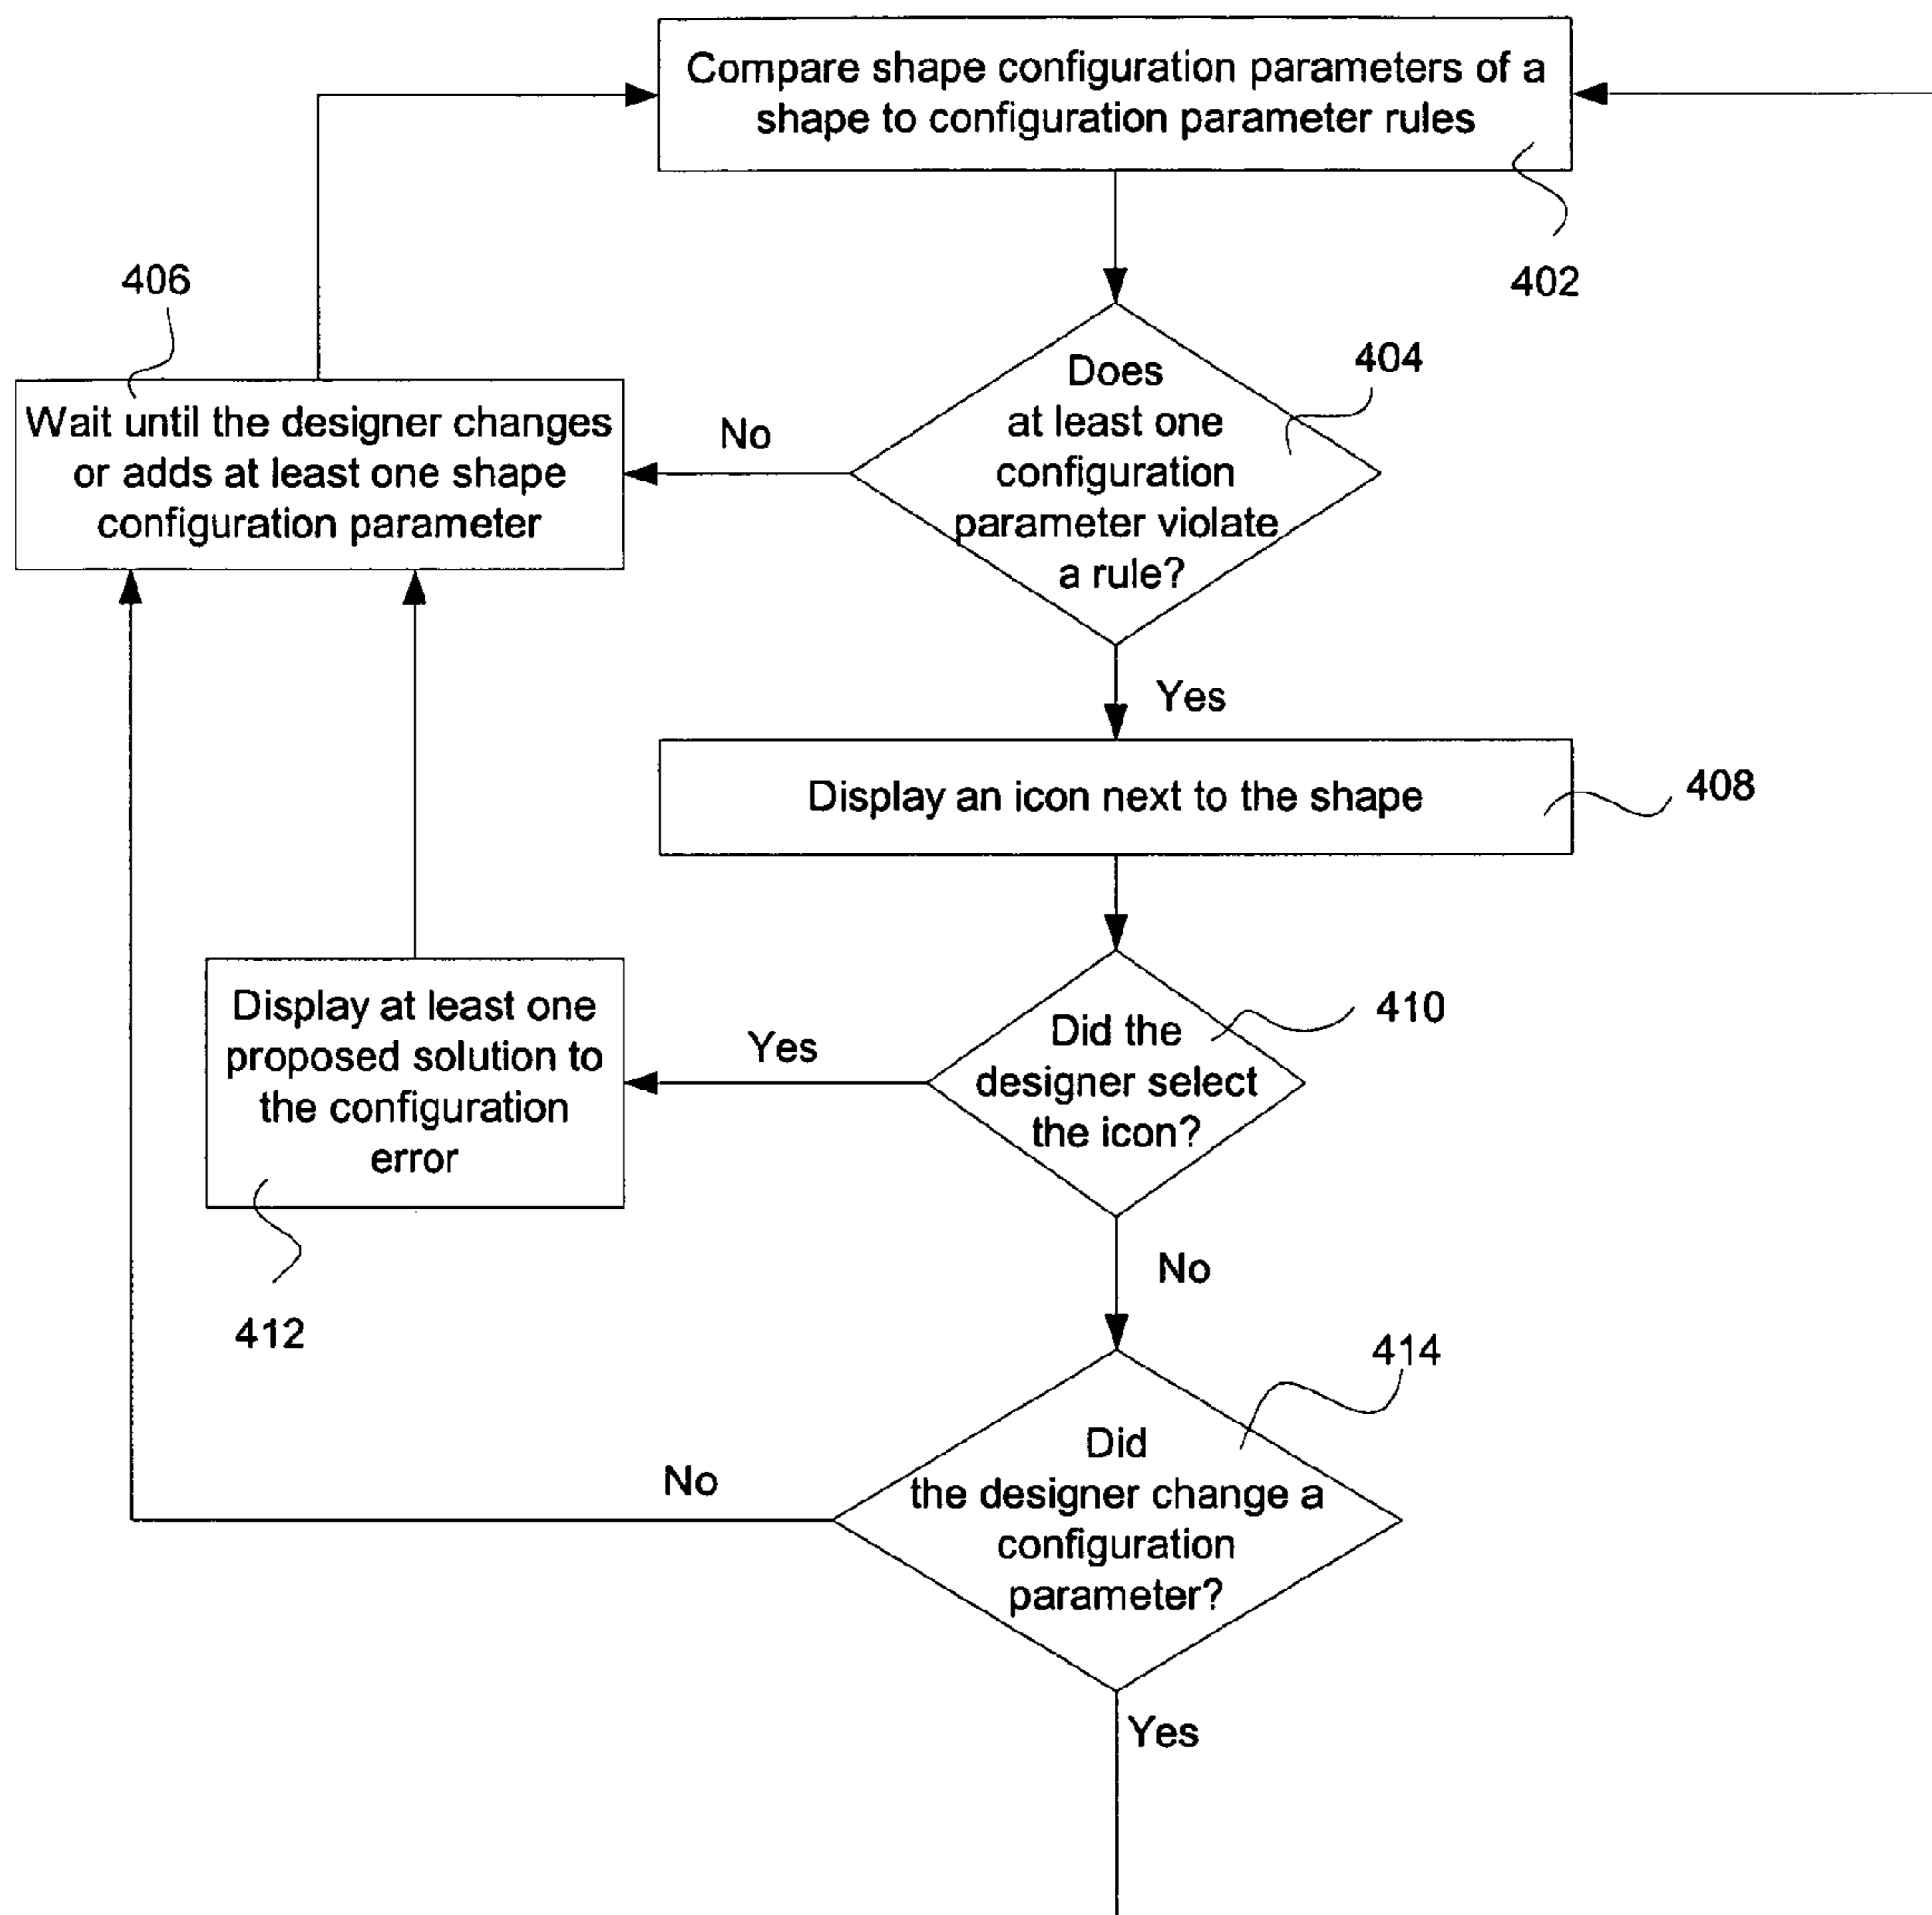 Compare shape configuration parameters of a
shape to configuration parameter rules
402
406
Wait until the designer changes
or adds at least one shape
configuration parameter
No
Does
at least one
configuration
parameter violate
a rule?
404
Yes
Display an icon next to the shape
408
Display at least one
proposed solution to
the configuration
error
412
Yes
Did the
designer select
the icon?
410
No
414
Did
the designer change a
configuration
parameter?
No
Yes